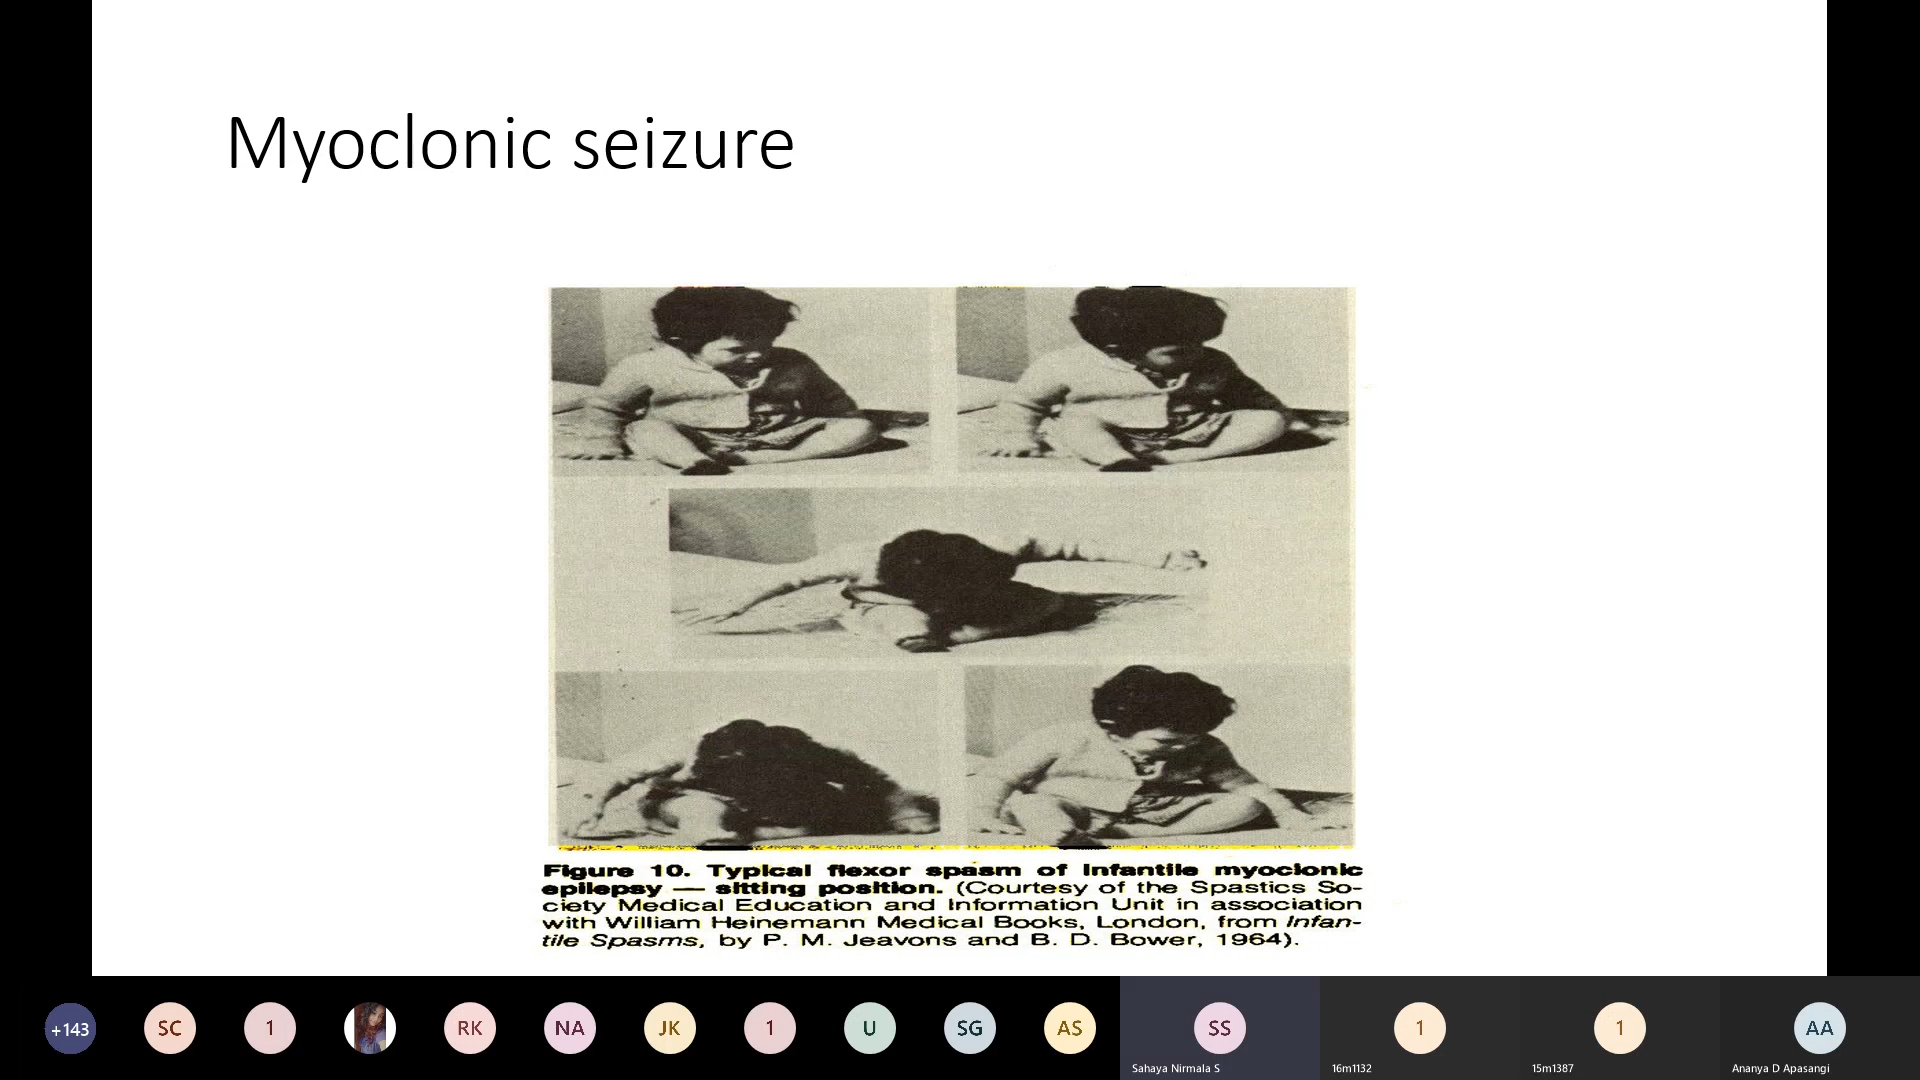 Myoclonic seizure
Figure 10. Typical flexor spasm of infantile myoclonic
epilepsy — sitting position. (Courtesy of the Spastics So-
ciety Medical Education and Information Unit in association
with William Heinemann Medical Books, London, from Infan-
tile Spasms, by P. M. Jeavons and B. D. Bower, 1964).
+143
SC
1
RK
NA
JK
1
U
SG
AS
SS
1
1
AA
Sahaya Nirmala S
16m1132
15m1387
Ananya D Apasangi